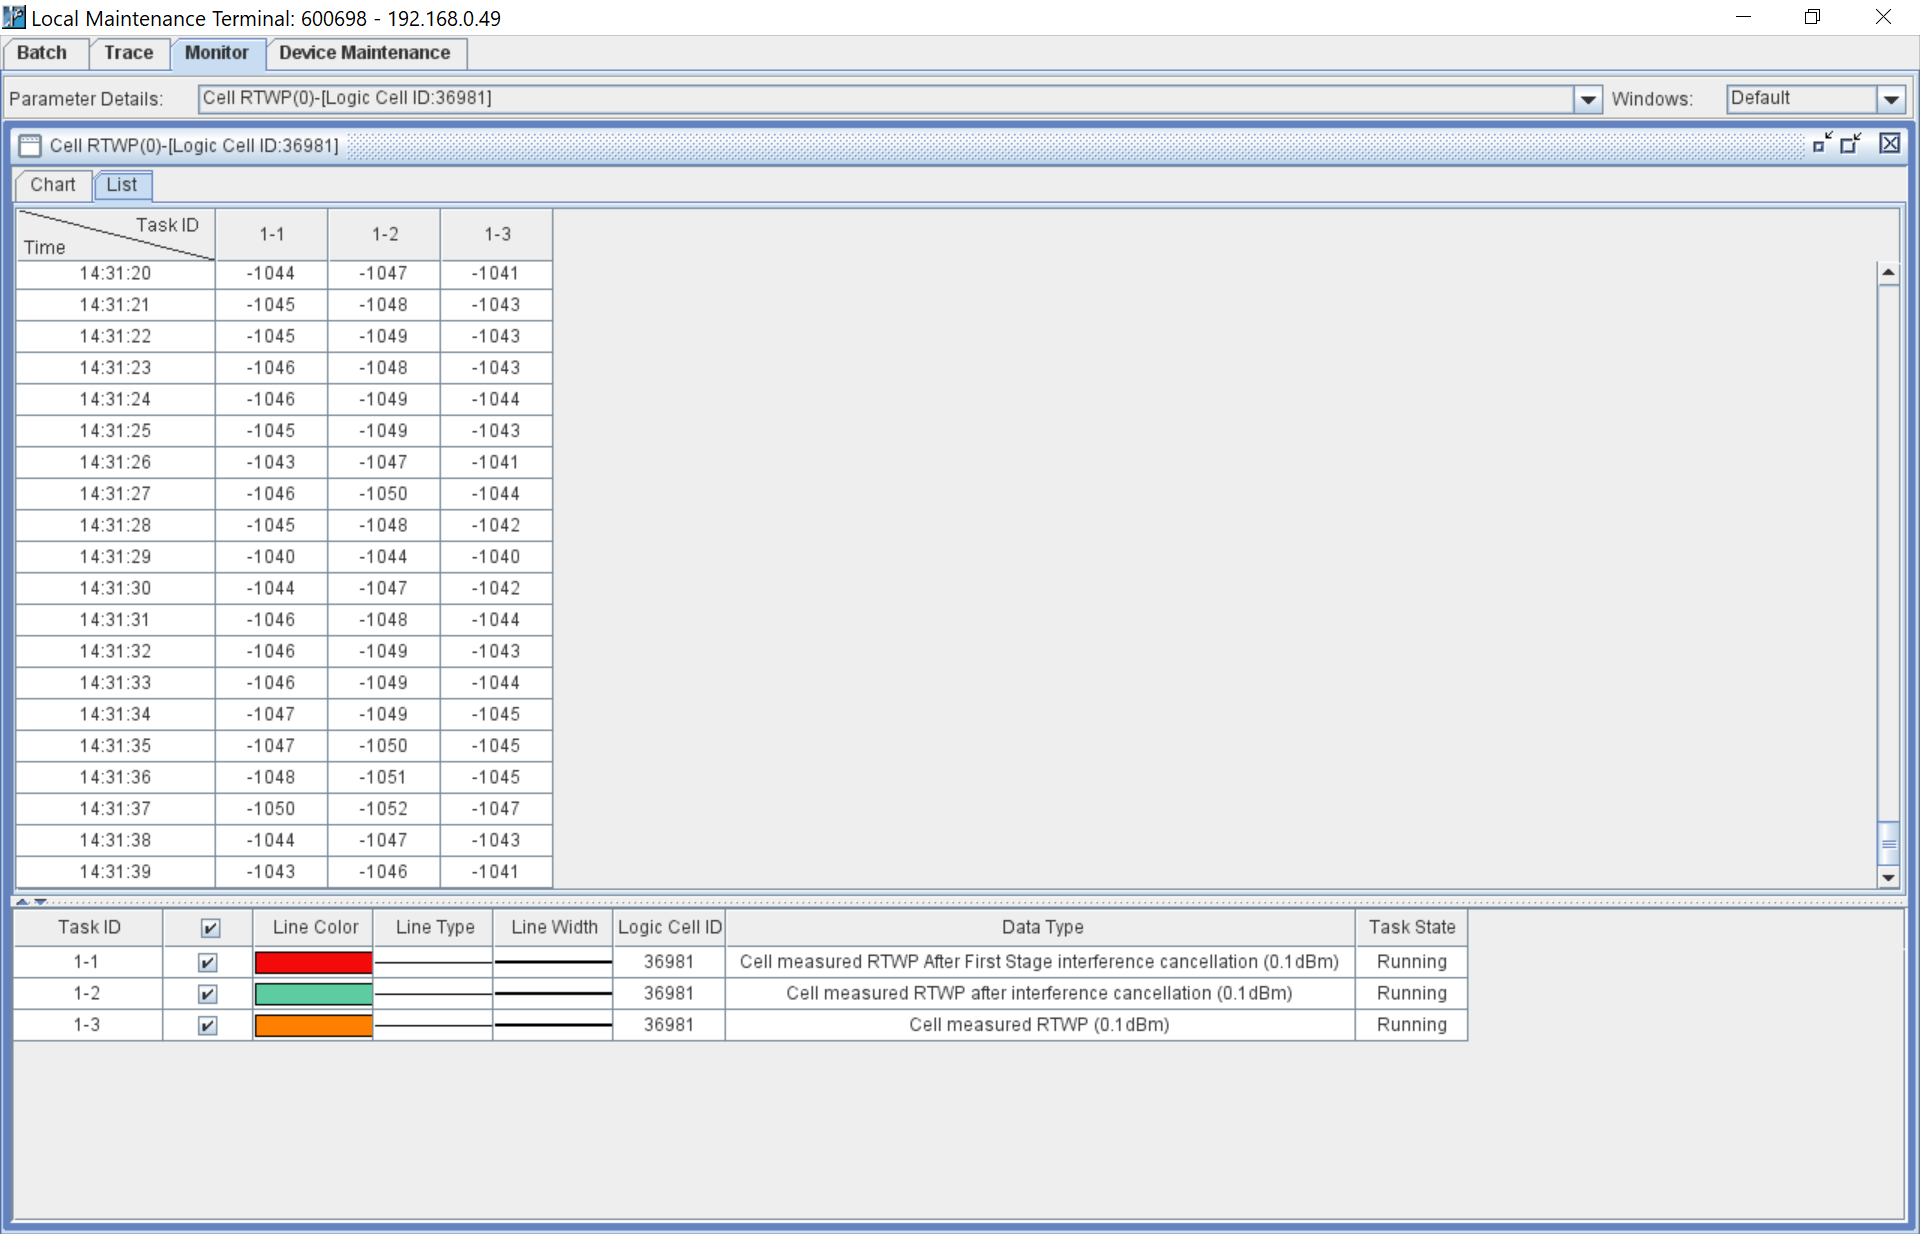 Local Maintenance Terminal: 600698 - 192.168.0.49
Batch Trace Monitor Device Maintenance
Parameter Details: Cell RTWP(0)-[Logic Cell ID:36981] Windows: Default
Cell RTWP(0)-[Logic Cell ID:36981]
Chart List
Task ID
Time 1-1 1-2 1-3
14:31:20 -1044 -1047 -1041
14:31:21 -1045 -1048 -1043
14:31:22 -1045 -1049 -1043
14:31:23 -1046 -1048 -1043
14:31:24 -1046 -1049 -1044
14:31:25 -1045 -1049 -1043
14:31:26 -1043 -1047 -1041
14:31:27 -1046 -1050 -1044
14:31:28 -1045 -1048 -1042
14:31:29 -1040 -1044 -1040
14:31:30 -1044 -1047 -1042
14:31:31 -1046 -1048 -1044
14:31:32 -1046 -1049 -1043
14:31:33 -1046 -1049 -1044
14:31:34 -1047 -1049 -1045
14:31:35 -1047 -1050 -1045
14:31:36 -1048 -1051 -1045
14:31:37 -1050 -1052 -1047
14:31:38 -1044 -1047 -1043
14:31:39 -1043 -1046 -1041
Task ID Line Color Line Type Line Width Logic Cell ID Data Type Task State
1-1 36981 Cell measured RTWP After First Stage interference cancellation (0.1dBm) Running
1-2 36981 Cell measured RTWP after interference cancellation (0.1dBm) Running
1-3 36981 Cell measured RTWP (0.1dBm) Running